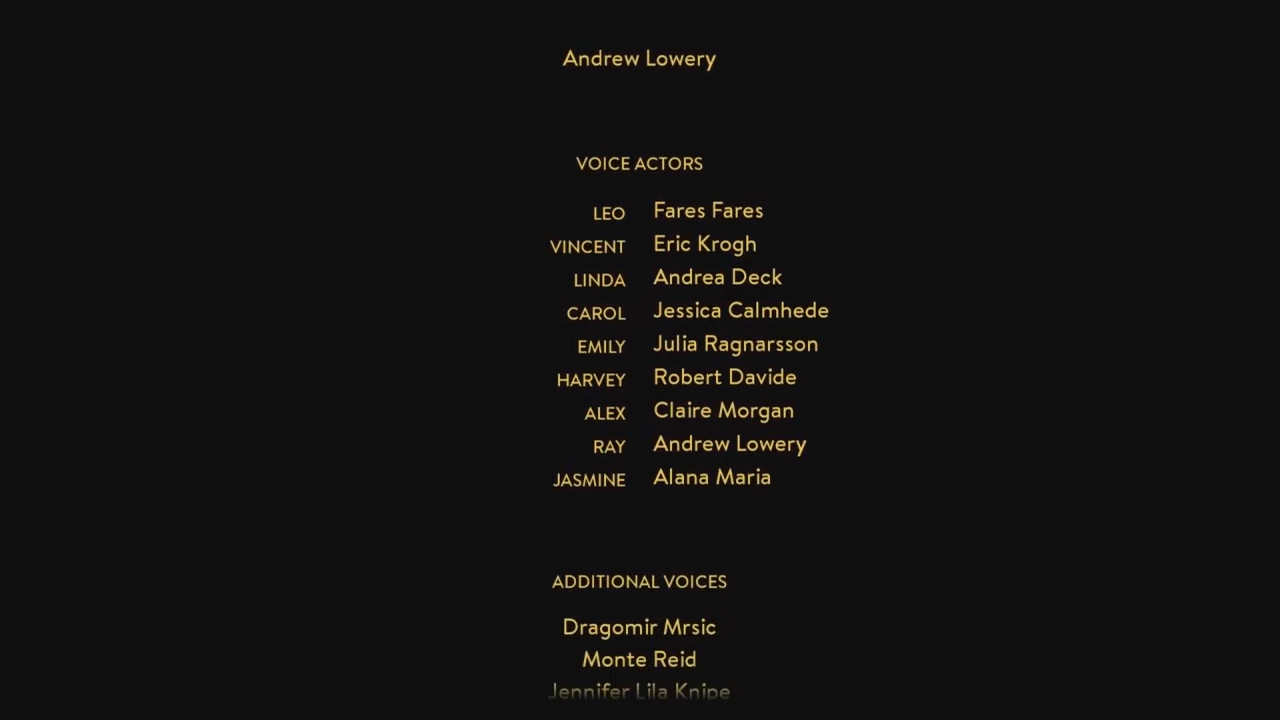 Andrew Lowery
VOICE ACTORS
LEO Fares Fares
VINCENT Eric Krogh
LINDA Andrea Deck
CAROL Jessica Calmhede
EMILY Julia Ragnarsson
HARVEY Robert Davide
ALEX Claire Morgan
RAY Andrew Lowery
JASMINE Alana Maria
ADDITIONAL VOICES
Dragomir Mrsic
Monte Reid
Jennifer Lila Knipe